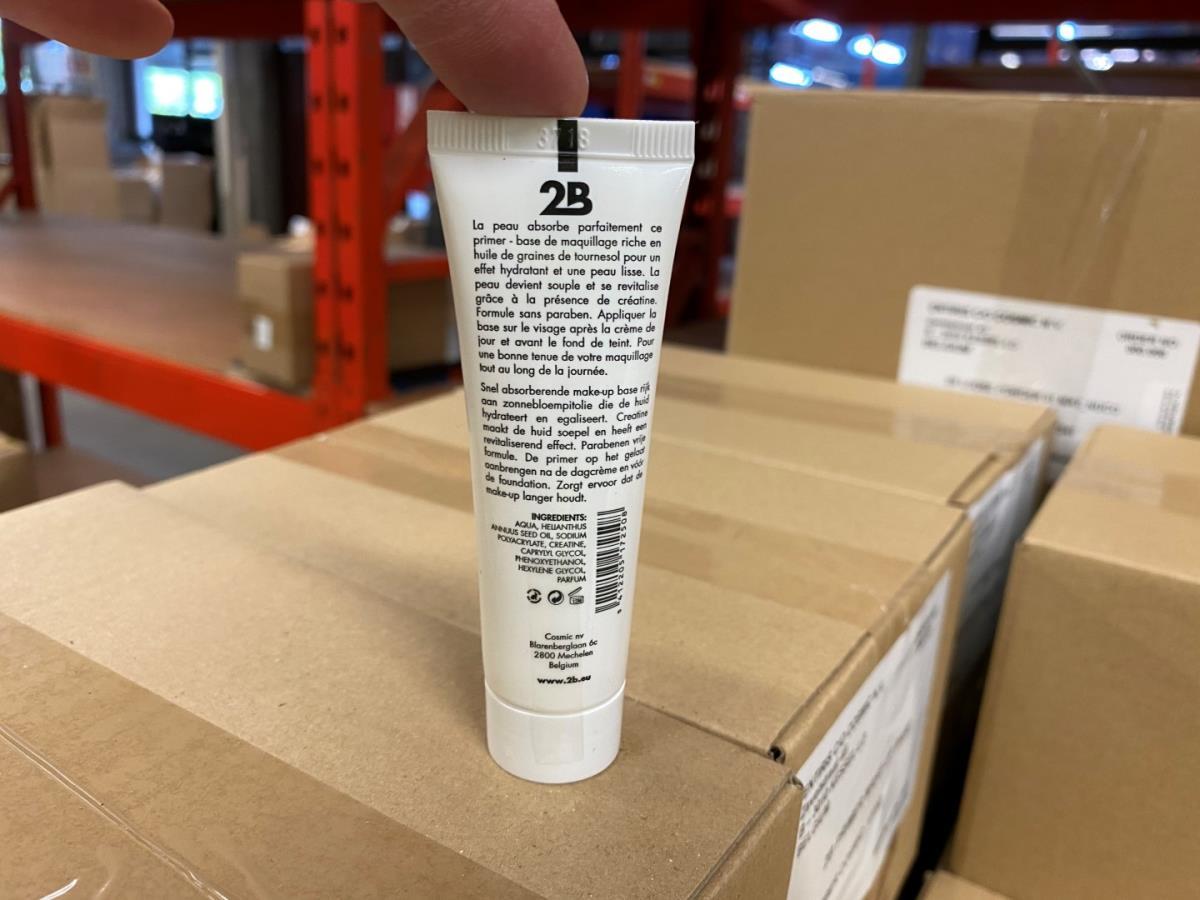 3718
2B
La peau absorbe parfaitement ce
primer - base de maquillage riche en
huile de graines de tournesol pour un
effet hydratant et une peau lisse. La
peau devient souple et se revitalise
grâce à la présence de créatine.
Formule sans paraben. Appliquer la
base sur le visage après la crème de
jour et avant le fond de teint. Pour
une bonne tenue de votre maquillage
tout au long de la journée.
Snel absorberende make-up base rijk
aan zonnebloempitolie die de huid
hydrateert en egaliseert. Creatine
maakt de huid soepel en heeft een
revitaliserend effect. Parabenen vrije
formule. De primer op het gelaat
aanbrengen na de dagcrème en vóór
de foundation. Zorgt ervoor dat de
make-up langer houdt.
INGREDIENTS:
AQUA, HELIANTHUS
ANNUUS SEED OIL, SODIUM
POLYACRYLATE, CREATINE,
CAPRYLYL GLYCOL,
PHENOXYETHANOL,
HEXYLENE GLYCOL,
PARFUM
5412205172508
Cosmic nv
Blarenberglaan 6c
2800 Mechelen
Belgium
www.2b.eu